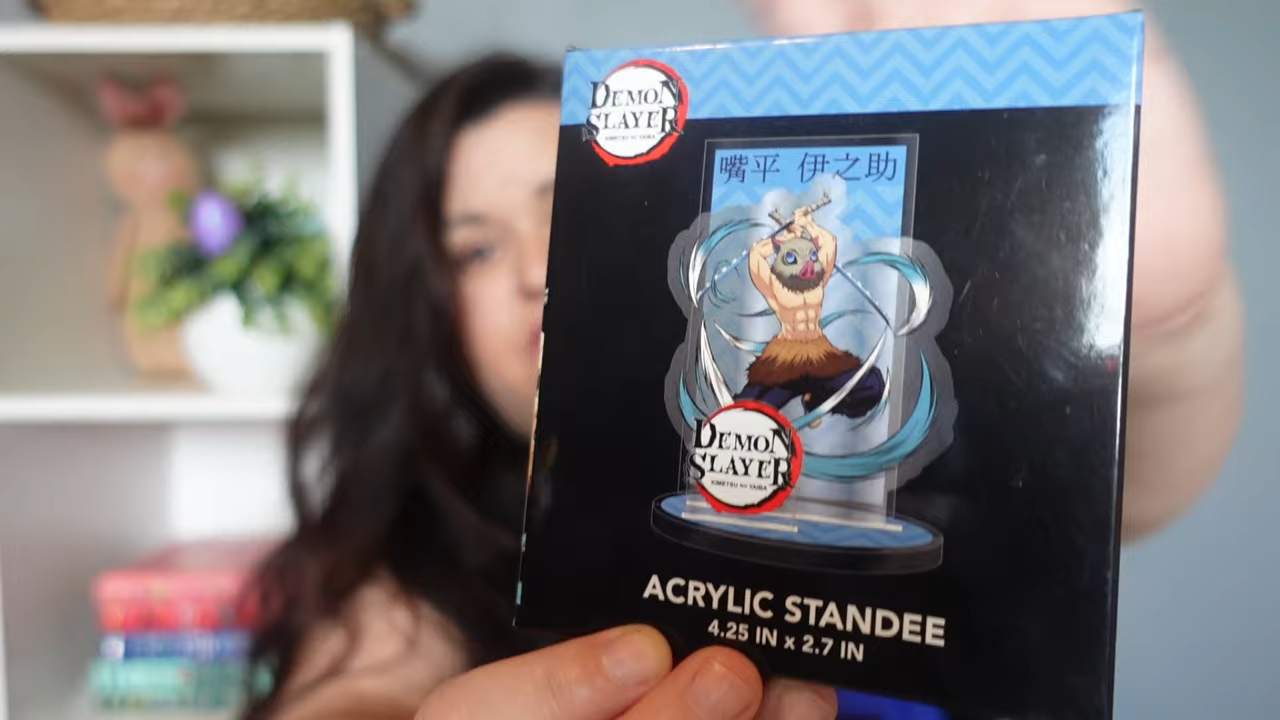 DEMON
SLAYER
KIMETSU NO YAIBA
嘴平 伊之助
DEMON
SLAYER
KIMETSU NO YAIBA
ACRYLIC STANDEE
4.25 IN x 2.7 IN